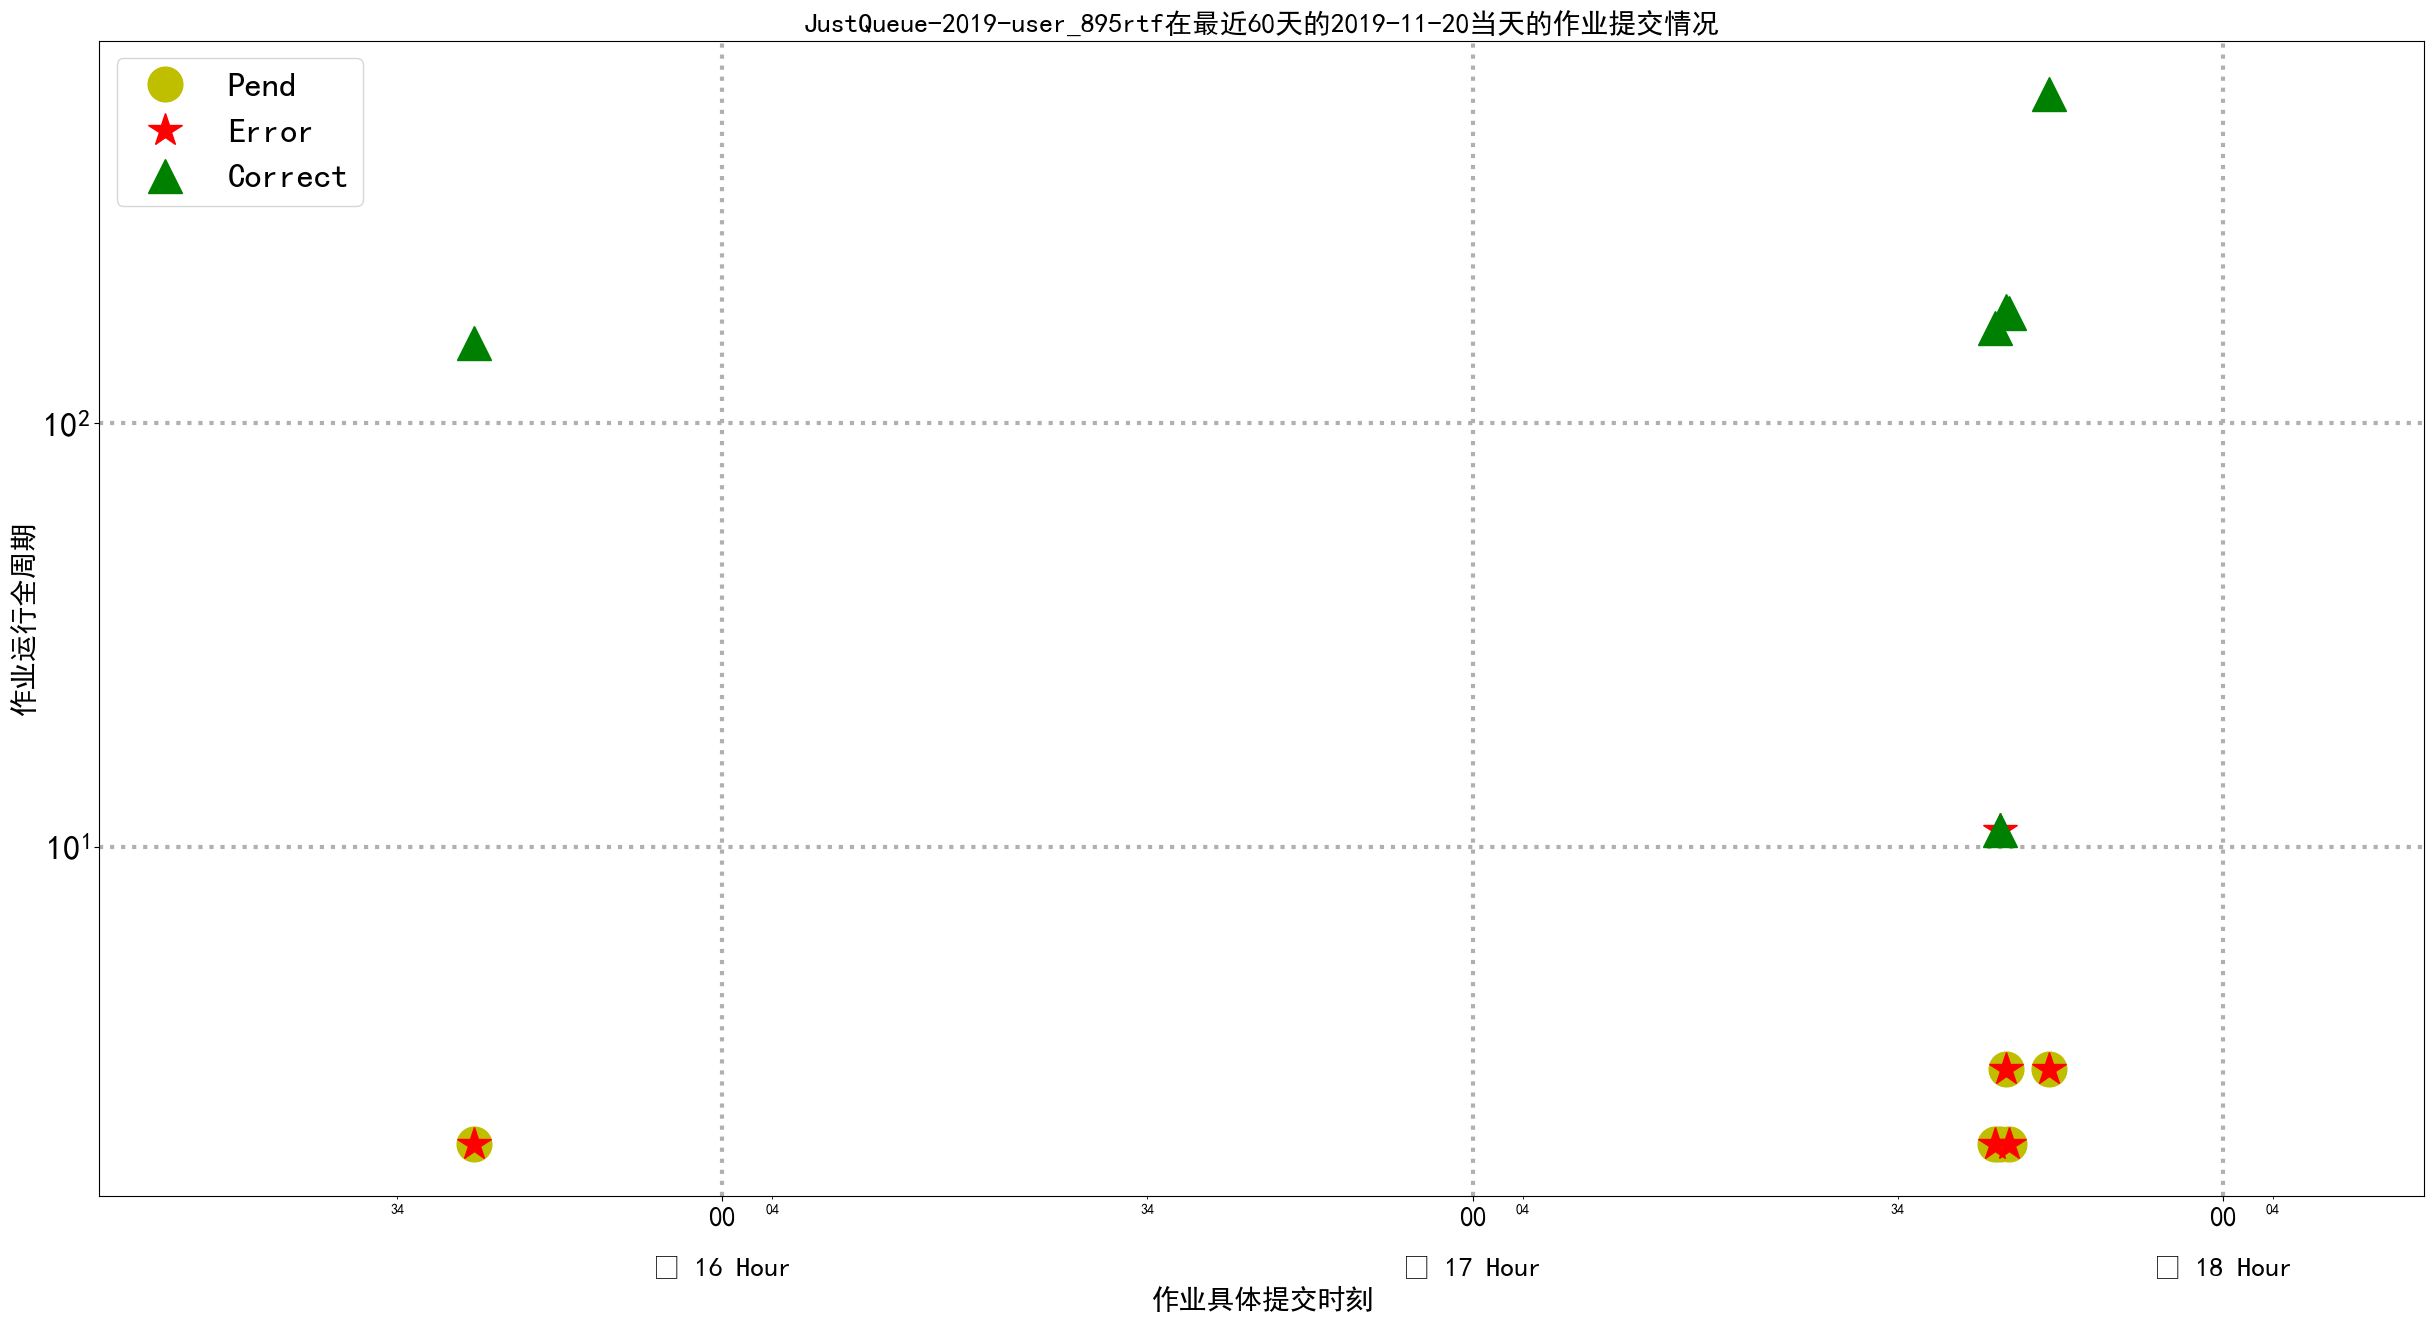 JustQueue-2019-user_895rtf在最近60天的2019-11-20当天的作业提交情况
Pend
Error
Correct
作业运行全周期
10²
10¹
34 00 04 34 00 04 34 00 04
□ 16 Hour □ 17 Hour □ 18 Hour
作业具体提交时刻